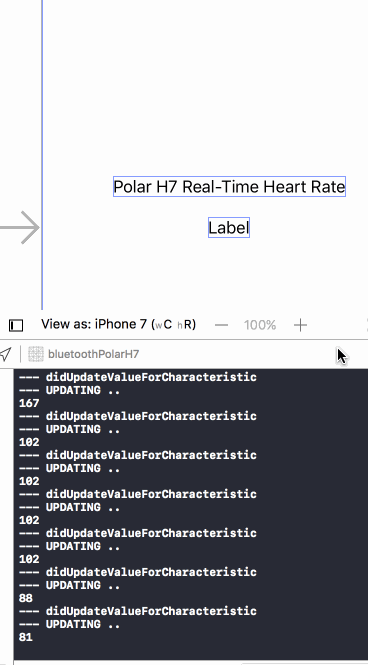 Polar H7 Real-Time Heart Rate
Label
View as: iPhone 7 (wC hR) — 100% +
bluetoothPolarH7
--- didUpdateValueForCharacteristic
--- UPDATING ..
167
--- didUpdateValueForCharacteristic
--- UPDATING ..
102
--- didUpdateValueForCharacteristic
--- UPDATING ..
102
--- didUpdateValueForCharacteristic
--- UPDATING ..
102
--- didUpdateValueForCharacteristic
--- UPDATING ..
102
--- didUpdateValueForCharacteristic
--- UPDATING ..
88
--- didUpdateValueForCharacteristic
--- UPDATING ..
81